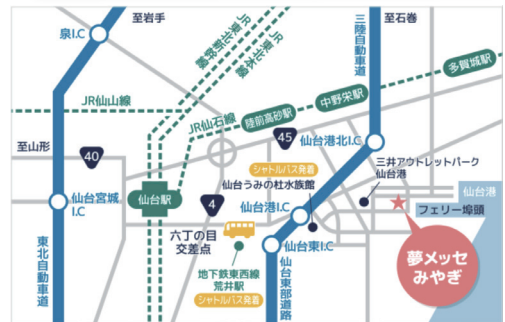 至岩手
泉I.C
JR東北新幹線
JR東北本線
三陸自動車道
至石巻
多賀城駅
中野栄駅
陸前高砂駅
JR仙山線
JR仙石線
45
仙台港北I.C
至山形
40
シャトルバス発着
仙台うみの杜水族館
三井アウトレットパーク
仙台港
仙台港
仙台宮城
I.C
仙台駅
4
仙台港I.C
フェリー埠頭
六丁の目
交差点
仙台東I.C
夢メッセ
みやぎ
東北自動車道
地下鉄東西線
荒井駅
シャトルバス発着
仙台東部道路